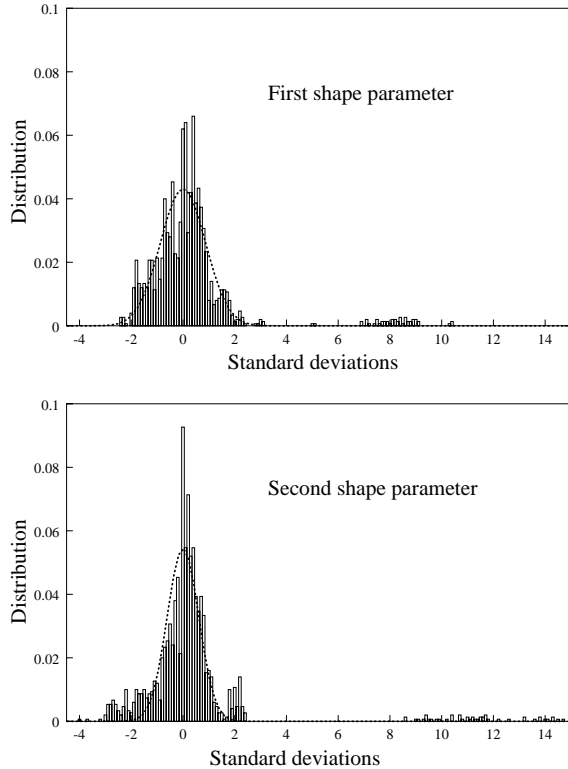 0.1
0.08
First shape parameter
0.06
Distribution
0.04
0.02
0
-4 -2 0 2 4 6 8 10 12 14
Standard deviations
0.1
0.08
Second shape parameter
0.06
Distribution
0.04
0.02
0
-4 -2 0 2 4 6 8 10 12 14
Standard deviations